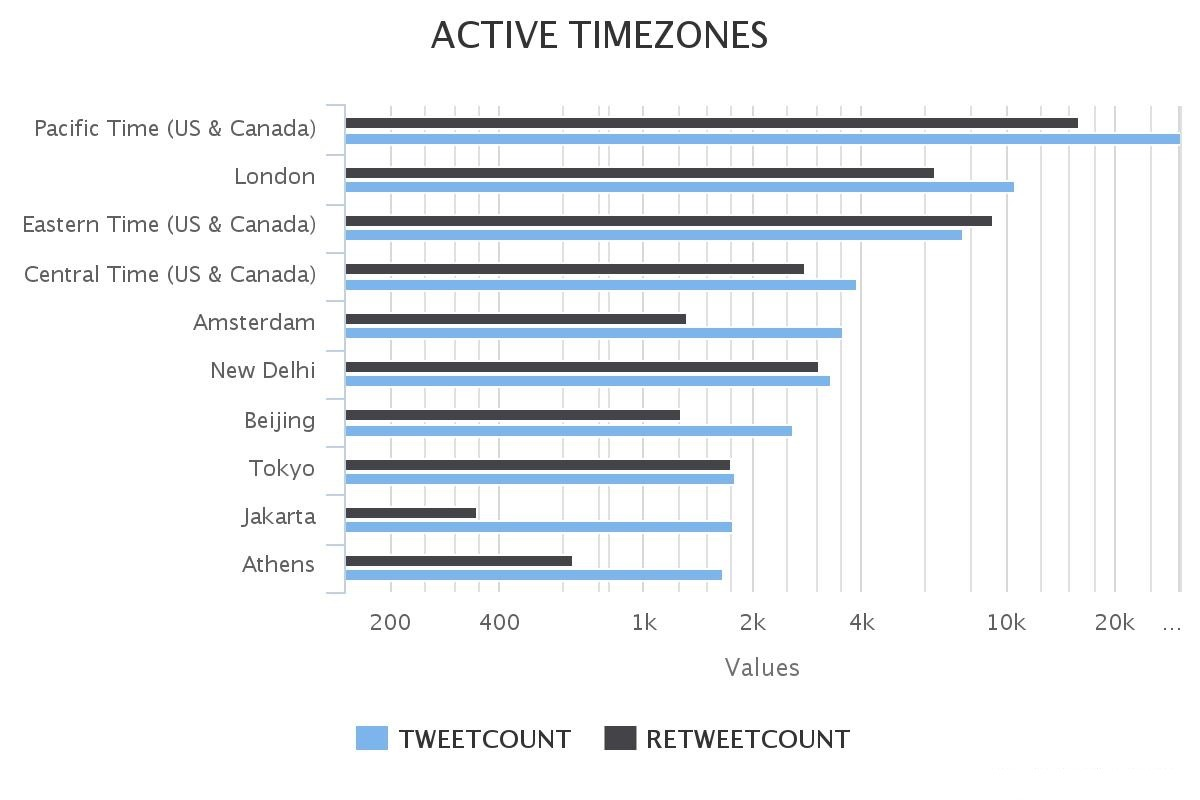 ACTIVE TIMEZONES
Pacific Time (US & Canada)
London
Eastern Time (US & Canada)
Central Time (US & Canada)
Amsterdam
New Delhi
Beijing
Tokyo
Jakarta
Athens
200 400 1k 2k 4k 10k 20k ...
Values
TWEETCOUNT RETWEETCOUNT